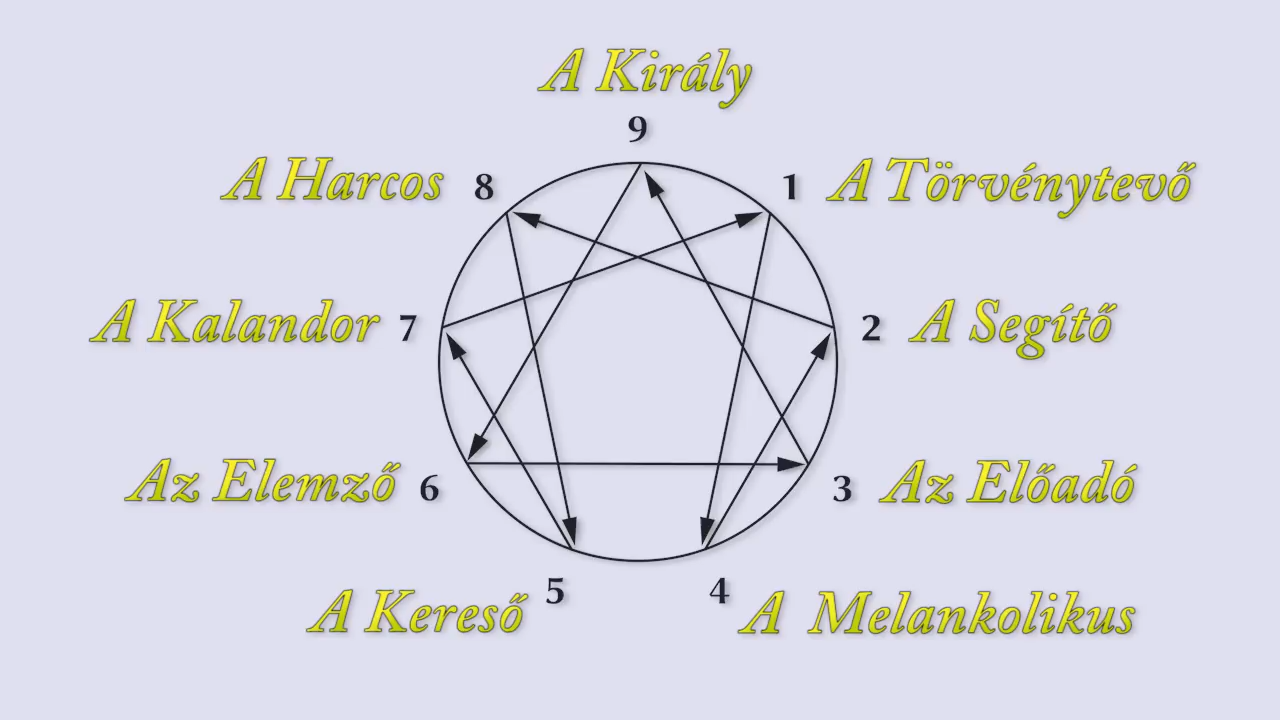 A Király
9
A Harcos 8
1 A Törvénytevő
A Kalandor 7
2 A Segítő
Az Elemző 6
3 Az Előadó
A Kereső 5
4 A Melankolikus